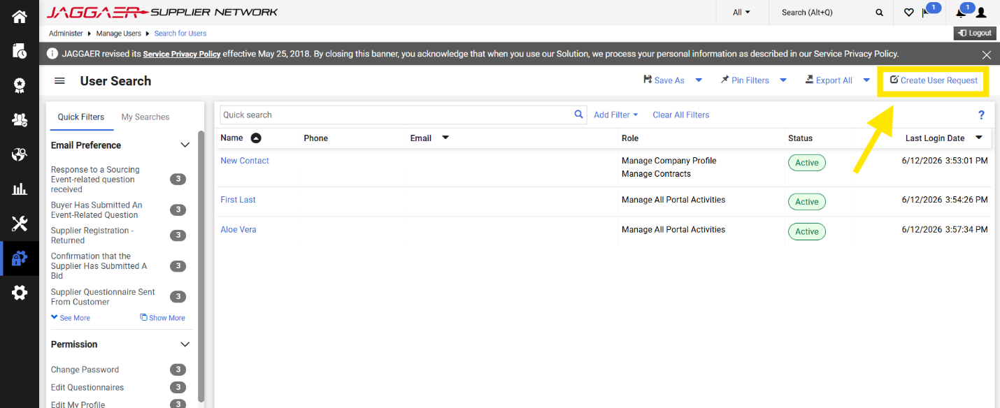 JAGGAER SUPPLIER NETWORK
All
Search (Alt+Q)
1
1
Administer Manage Users Search for Users
Logout
JAGGAER revised its Service Privacy Policy effective May 25, 2018. By closing this banner, you acknowledge that when you use our Solution, we process your personal information as described in our Service Privacy Policy.
User Search
Save As
Pin Filters
Export All
Create User Request
Quick Filters
My Searches
Email Preference
Response to a Sourcing
Event-related question
received
3
Buyer Has Submitted An
Event-Related Question
3
Supplier Registration -
Returned
3
Confirmation that the
Supplier Has Submitted A
Bid
3
Supplier Questionnaire Sent
From Customer
3
See More
Show More
Permission
Change Password 3
Edit Questionnaires 3
Edit My Profile 3
Quick search
Add Filter
Clear All Filters
?
Name Phone Email Role Status Last Login Date
New Contact Manage Company Profile Active 6/12/2026 3:53:01 PM
Manage Contracts
First Last Manage All Portal Activities Active 6/12/2026 3:54:26 PM
Aloe Vera Manage All Portal Activities Active 6/12/2026 3:57:34 PM